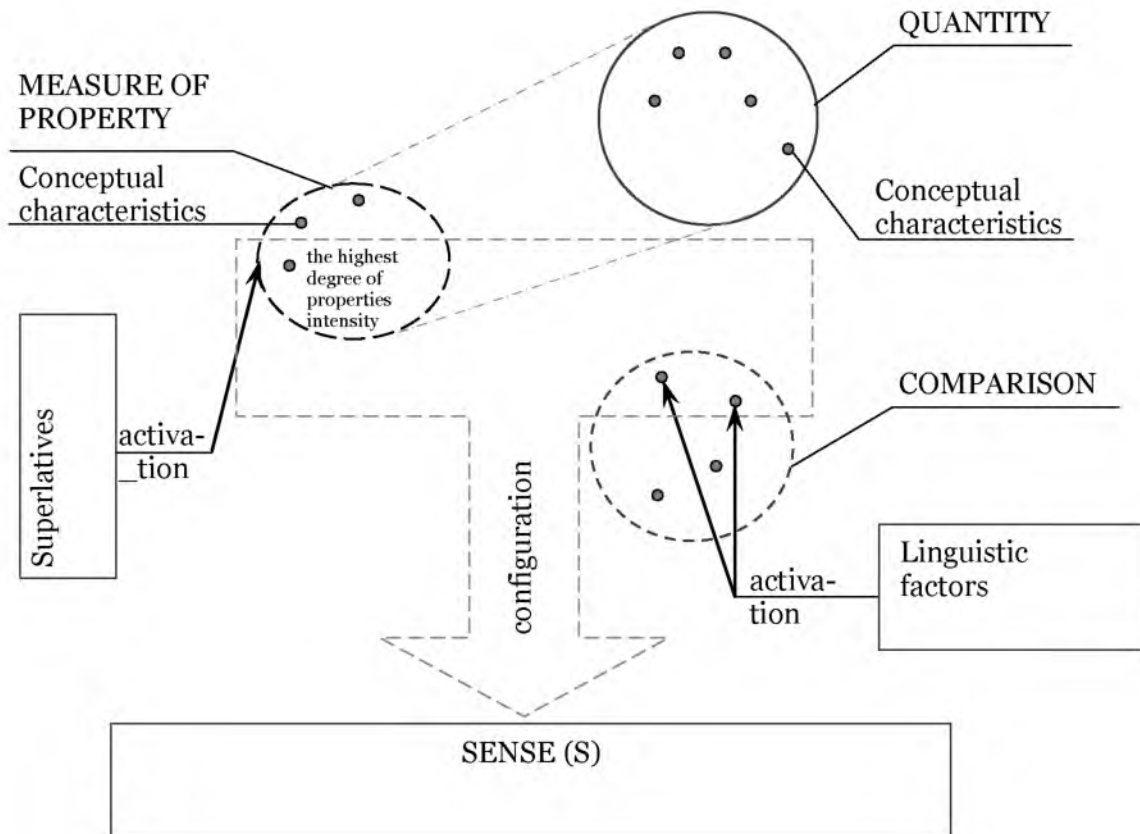 QUANTITY
MEASURE OF
PROPERTY
Conceptual
characteristics
Conceptual
characteristics
the highest
degree of
properties
intensity
COMPARISON
Superlatives
activa-
_tion
configuration
Linguistic
factors
activa-
tion
SENSE (S)